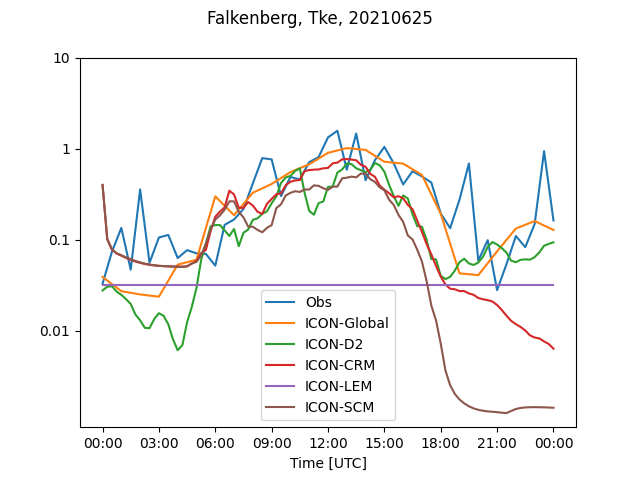 Falkenberg, Tke, 20210625
10
1
0.1
0.01
Obs
ICON-Global
ICON-D2
ICON-CRM
ICON-LEM
ICON-SCM
00:00 03:00 06:00 09:00 12:00 15:00 18:00 21:00 00:00
Time [UTC]